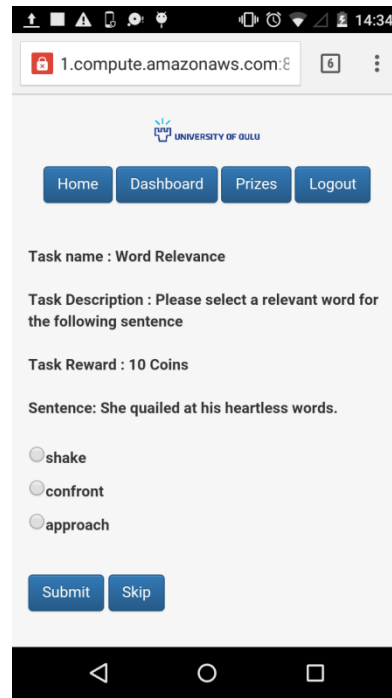 14:34
1.compute.amazonaws.com:8
6
UNIVERSITY OF OULU
Home Dashboard Prizes Logout
Task name : Word Relevance
Task Description : Please select a relevant word for
the following sentence
Task Reward : 10 Coins
Sentence: She quailed at his heartless words.
shake
confront
approach
Submit Skip